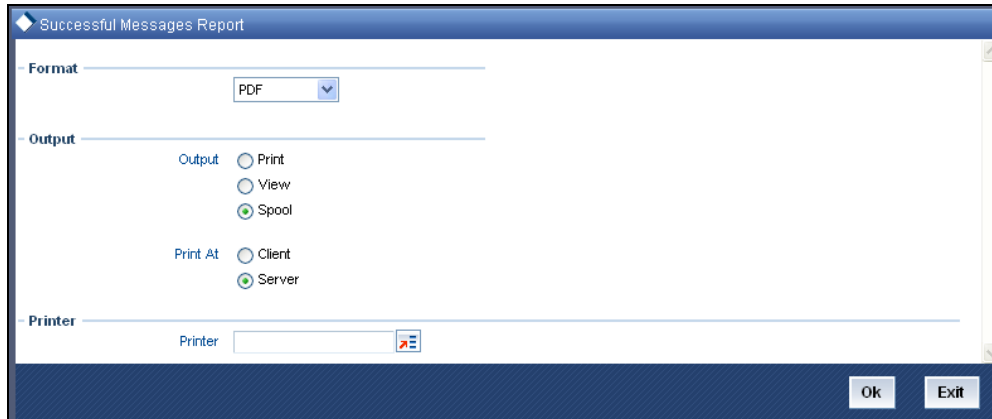 Successful Messages Report
Format
PDF
Output
Output Print
View
Spool
Print At Client
Server
Printer
Printer
Ok Exit